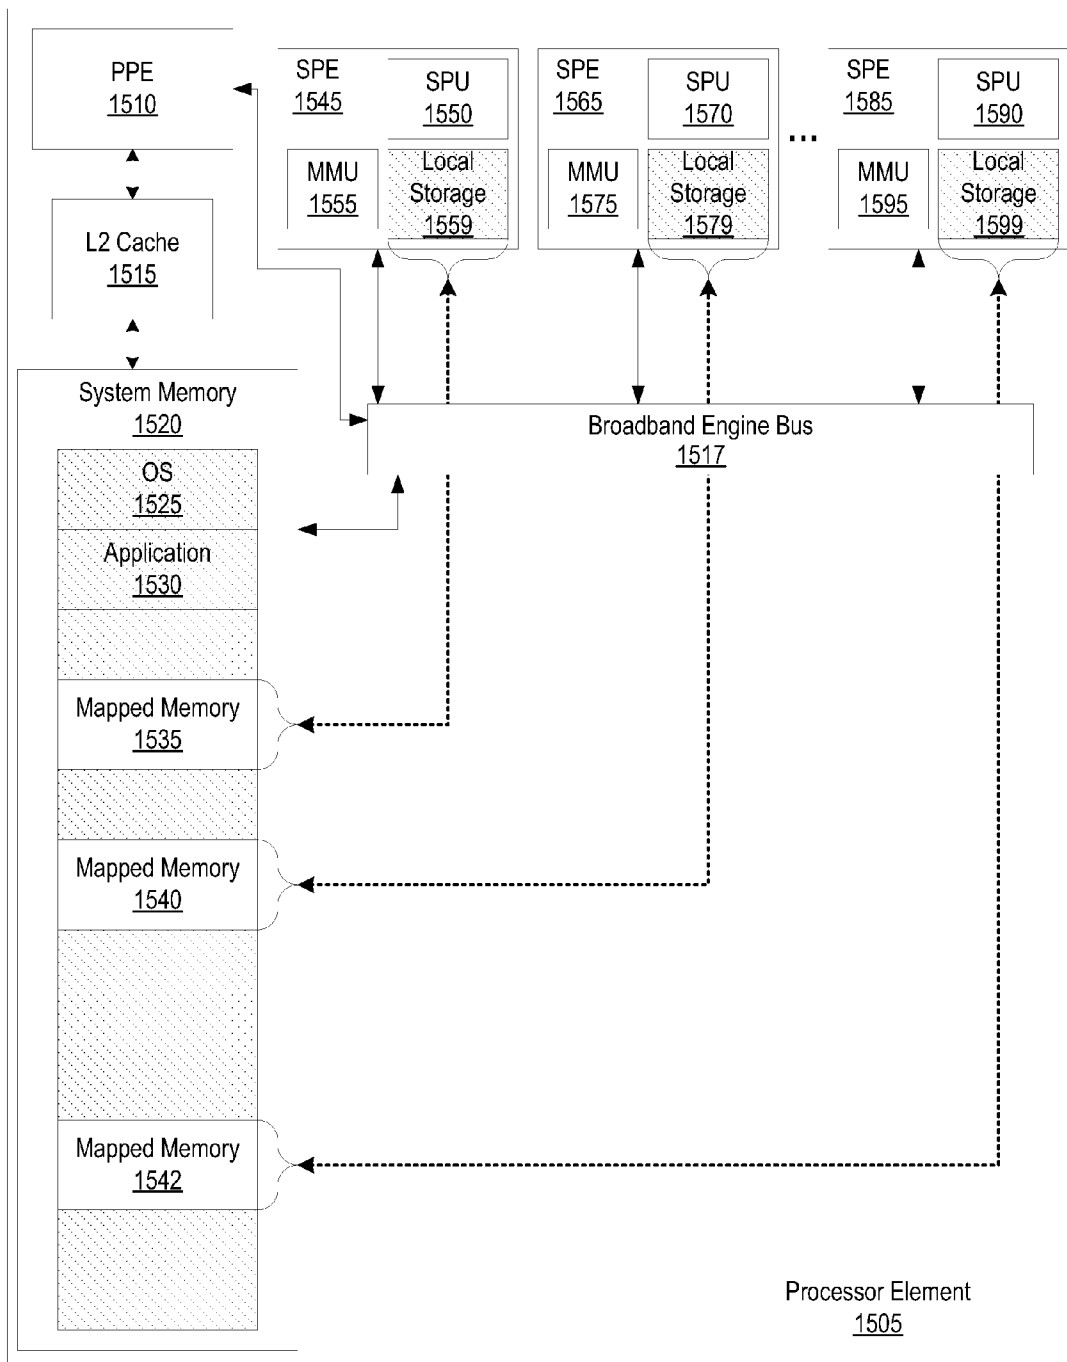 PPE
1510
SPE
1545
SPU
1550
MMU
1555
Local
Storage
1559
SPE
1565
SPU
1570
MMU
1575
Local
Storage
1579
...
SPE
1585
SPU
1590
MMU
1595
Local
Storage
1599
L2 Cache
1515
System Memory
1520
Broadband Engine Bus
1517
OS
1525
Application
1530
Mapped Memory
1535
Mapped Memory
1540
Mapped Memory
1542
Processor Element
1505